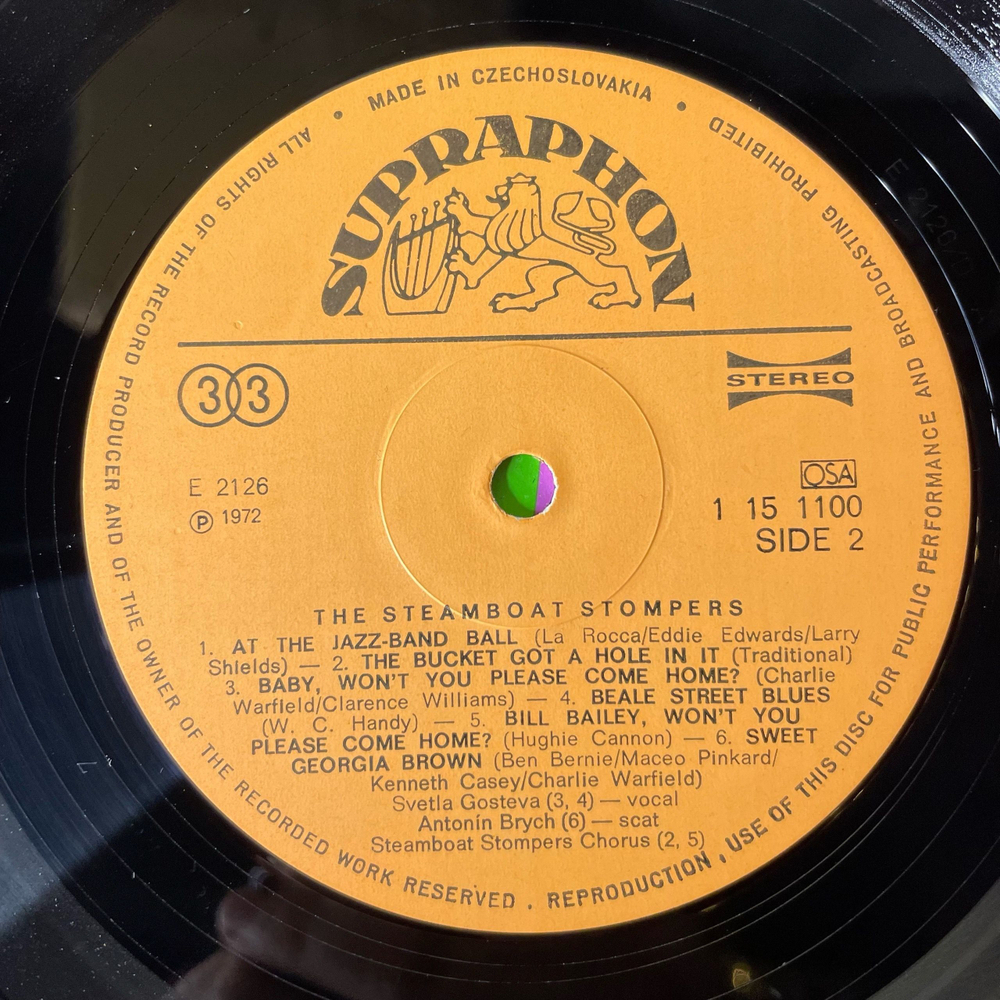 MADE IN CZECHOSLOVAKIA
ALL RIGHTS OF THE RECORD PRODUCER AND OF THE OWNER OF THE RECORDED WORK RESERVED . REPRODUCTION , USE OF THIS DISC FOR PUBLIC PERFORMANCE AND BROADCASTING PROHIBITED
SUPRAPHON
33
STEREO
E 2126
Ⓟ 1972
OSA
1 15 1100
SIDE 2
THE STEAMBOAT STOMPERS
1. AT THE JAZZ-BAND BALL (La Rocca/Eddie Edwards/Larry
Shields) — 2. THE BUCKET GOT A HOLE IN IT (Traditional)
3. BABY, WON'T YOU PLEASE COME HOME? (Charlie
Warfield/Clarence Williams) — 4. BEALE STREET BLUES
(W. C. Handy) — 5. BILL BAILEY, WON'T YOU
PLEASE COME HOME? (Hughie Cannon) — 6. SWEET
GEORGIA BROWN (Ben Bernie/Maceo Pinkard/
Kenneth Casey/Charlie Warfield)
Svetla Gosteva (3, 4) — vocal
Antonín Brych (6) — scat
Steamboat Stompers Chorus (2, 5)